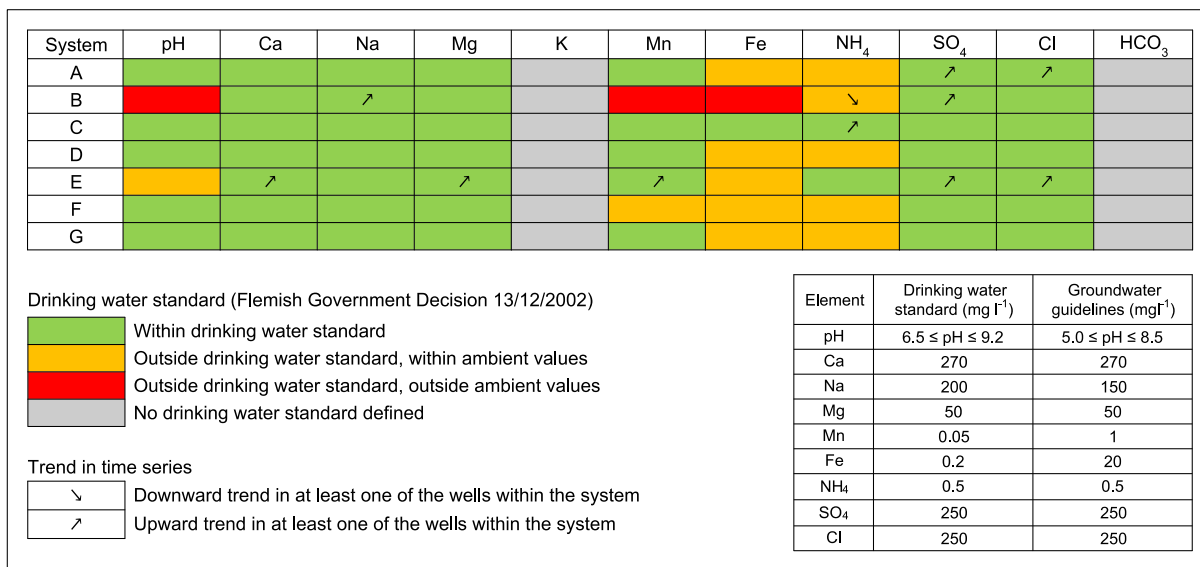 System pH Ca Na Mg K Mn Fe NH₄ SO₄ Cl HCO₃
A ↗ ↗
B ↗ ↘ ↗
C ↗
D
E ↗ ↗ ↗ ↗ ↗
F
G
Drinking water standard (Flemish Government Decision 13/12/2002)
Within drinking water standard
Outside drinking water standard, within ambient values
Outside drinking water standard, outside ambient values
No drinking water standard defined
Trend in time series
↘ Downward trend in at least one of the wells within the system
↗ Upward trend in at least one of the wells within the system
Element Drinking water standard (mg l⁻¹) Groundwater guidelines (mgl⁻¹)
pH 6.5 ≤ pH ≤ 9.2 5.0 ≤ pH ≤ 8.5
Ca 270 270
Na 200 150
Mg 50 50
Mn 0.05 1
Fe 0.2 20
NH₄ 0.5 0.5
SO₄ 250 250
Cl 250 250